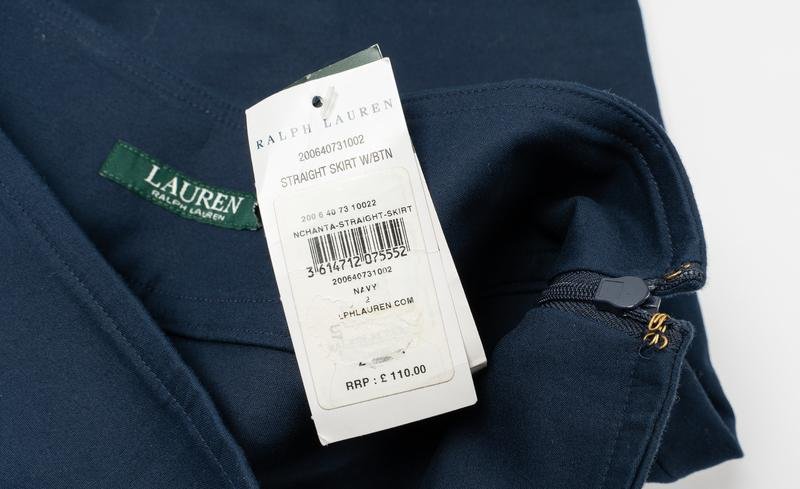 RALPH LAUREN
200640731002
STRAIGHT SKIRT W/BTN
200 6 40 73 10022
NCHANTA-STRAIGHT-SKIRT
3 614712 075552
200640731002
NAVY
2
LPHLAUREN.COM
RRP : £ 110.00
LAUREN
RALPH LAUREN